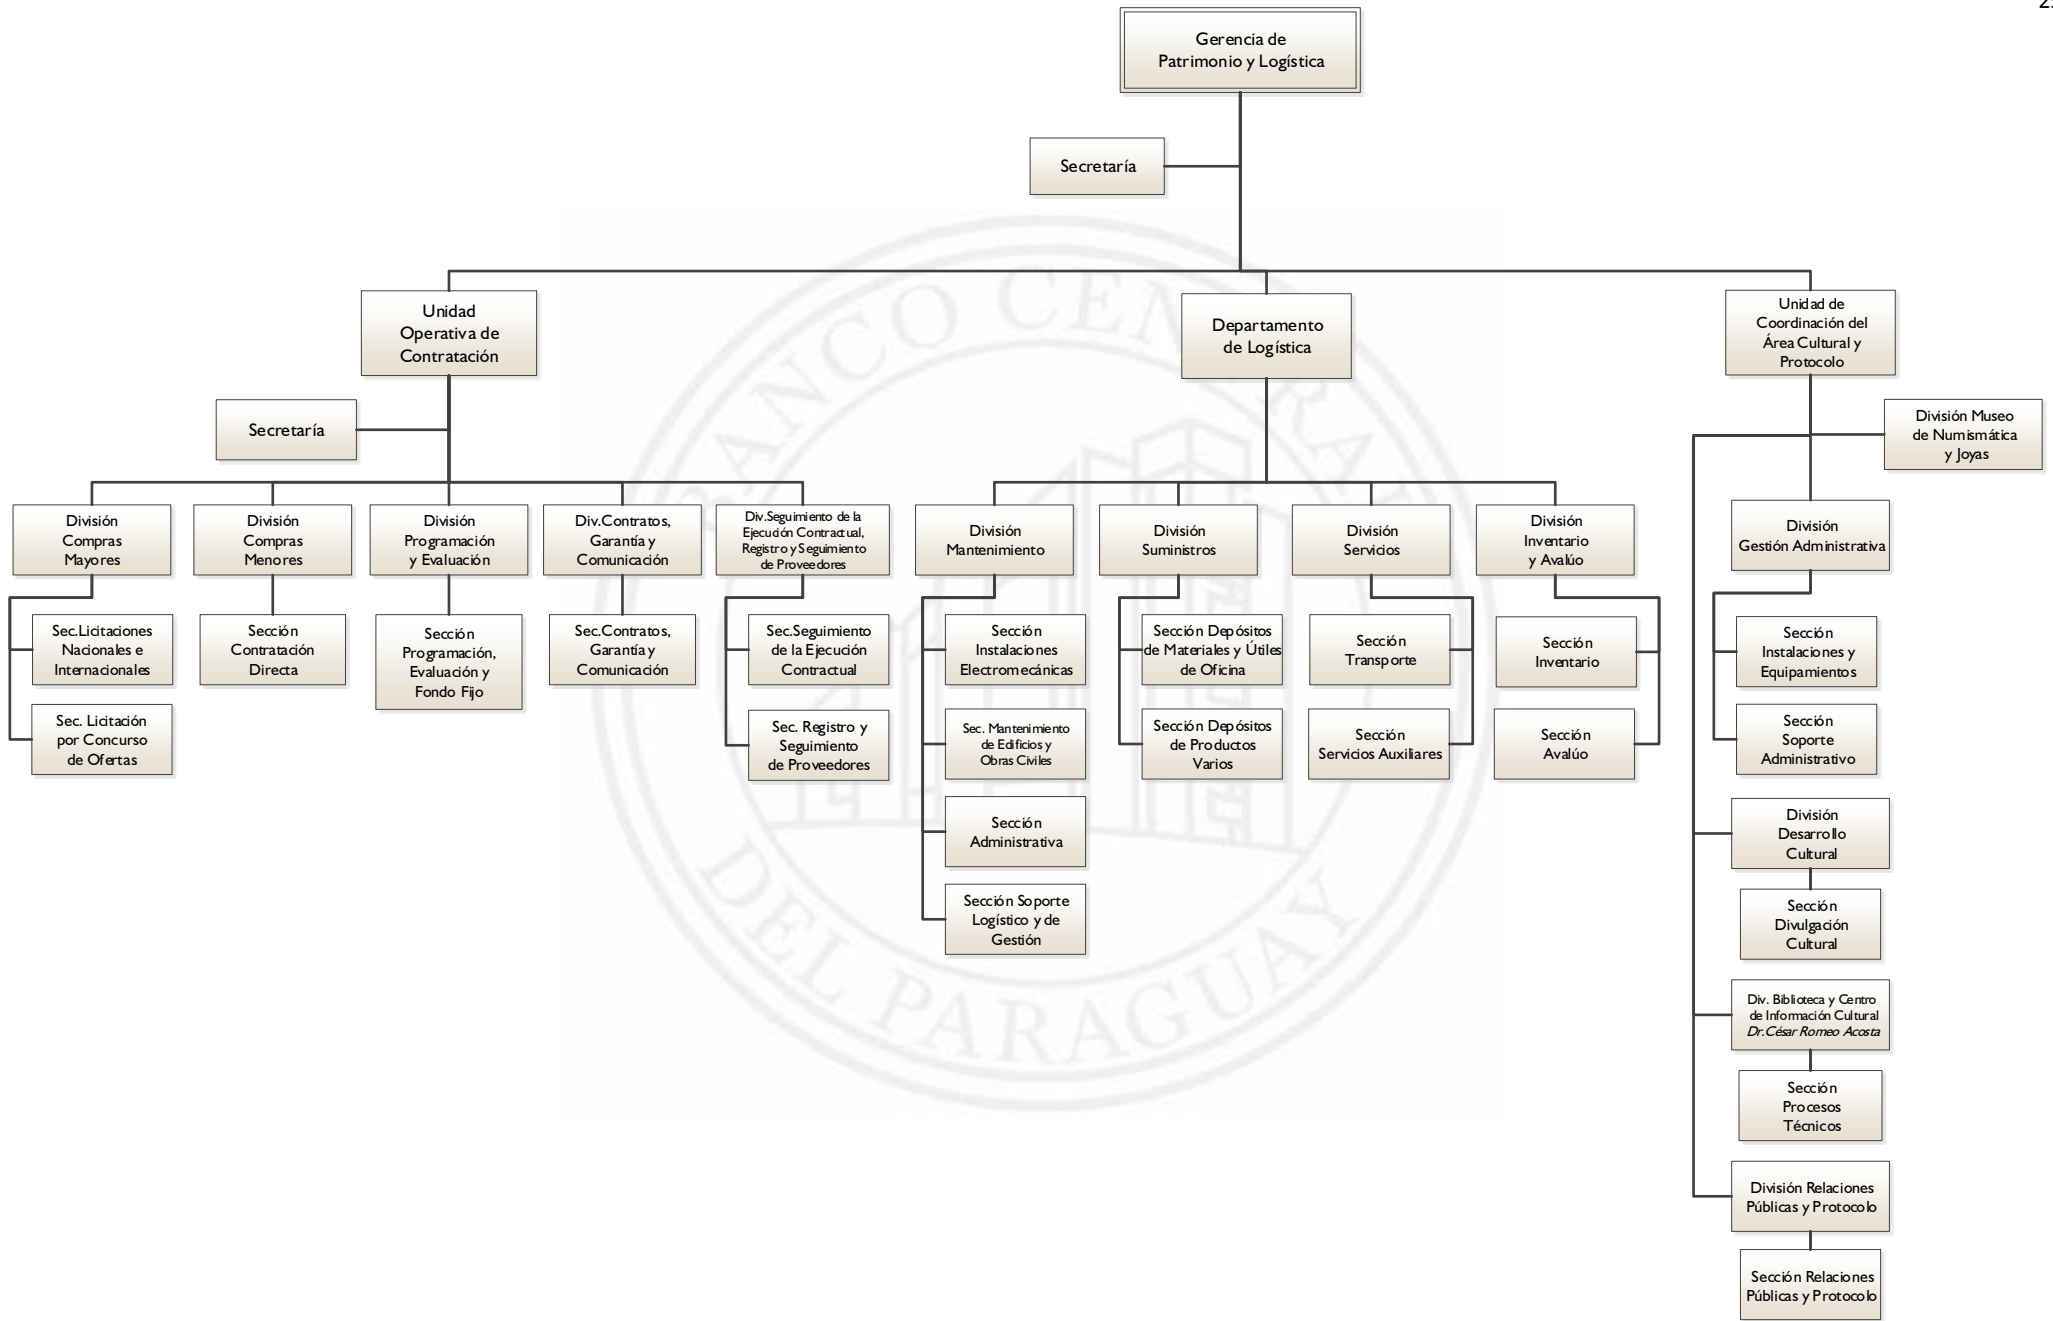 Gerencia de
Patrimonio y Logística
Secretaría
Unidad
Operativa de
Contratación
Departamento
de Logística
Unidad de
Coordinación del
Área Cultural y
Protocolo
Secretaría
División Museo
de Numismática
y Joyas
División
Compras
Mayores
División
Compras
Menores
División
Programación
y Evaluación
Div.Contratos,
Garantía y
Comunicación
Div.Seguimiento de la
Ejecución Contractual,
Registro y Seguimiento
de Proveedores
División
Mantenimiento
División
Suministros
División
Servicios
División
Inventario
y Avalúo
División
Gestión Administrativa
Sec.Licitaciones
Nacionales e
Internacionales
Sección
Contratación
Directa
Sección
Programación,
Evaluación y
Fondo Fijo
Sec.Contratos,
Garantía y
Comunicación
Sec.Seguimiento
de la Ejecución
Contractual
Sección
Instalaciones
Electromecánicas
Sección Depósitos
de Materiales y Útiles
de Oficina
Sección
Transporte
Sección
Inventario
Sección
Instalaciones y
Equipamientos
Sec. Licitación
por Concurso
de Ofertas
Sec. Registro y
Seguimiento
de Proveedores
Sec. Mantenimiento
de Edificios y
Obras Civiles
Sección Depósitos
de Productos
Varios
Sección
Servicios Auxiliares
Sección
Avalúo
Sección
Soporte
Administrativo
Sección
Administrativa
División
Desarrollo
Cultural
Sección Soporte
Logístico y de
Gestión
Sección
Divulgación
Cultural
Div. Biblioteca y Centro
de Información Cultural
Dr.César Romeo Acosta
Sección
Procesos
Técnicos
División Relaciones
Públicas y Protocolo
Sección Relaciones
Públicas y Protocolo
BANCO CENTRAL
DEL PARAGUAY